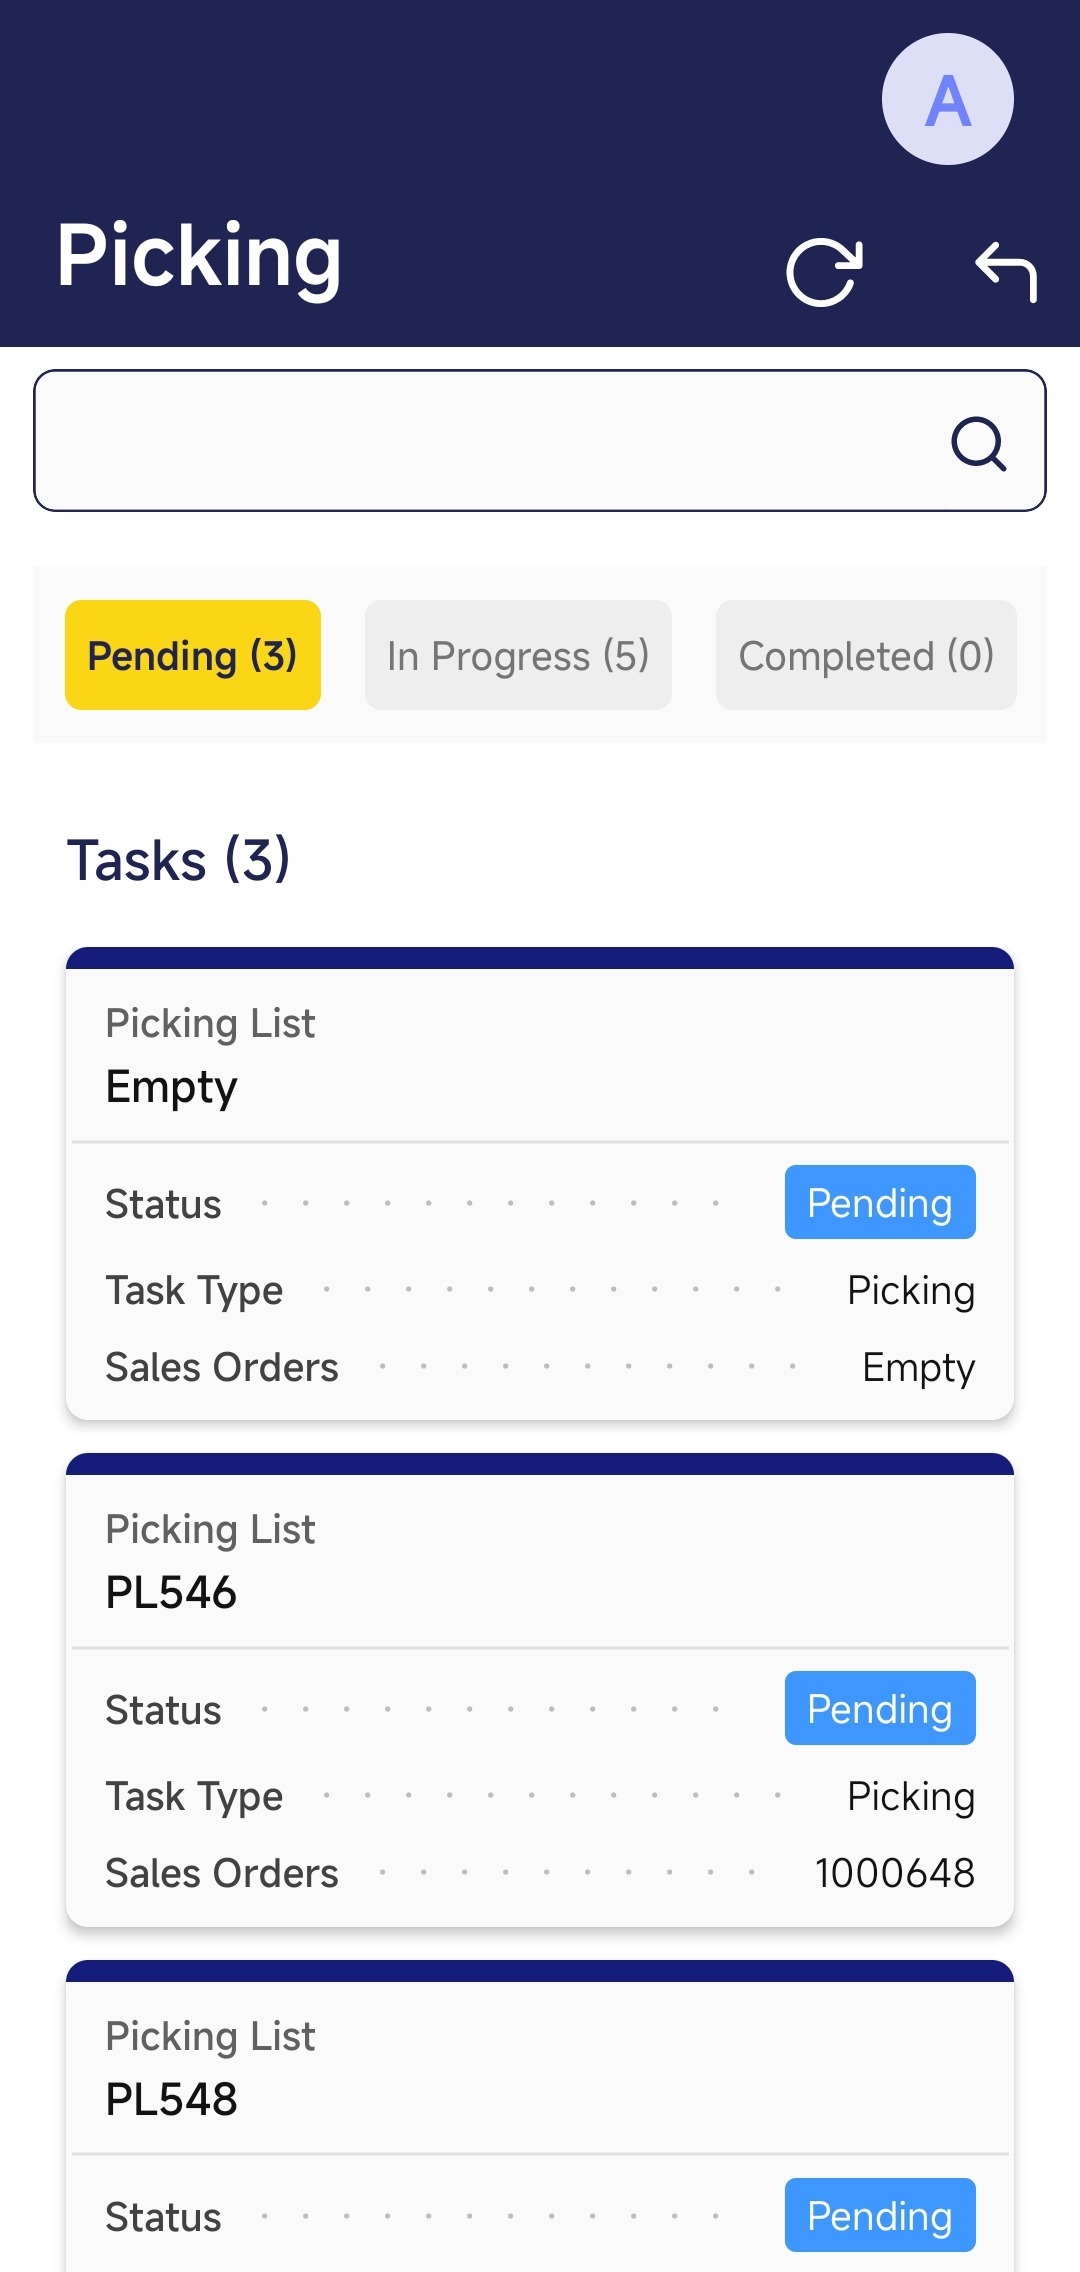 A
Picking
Pending (3)
In Progress (5)
Completed (0)
Tasks (3)
Picking List
Empty
Status
Pending
Task Type
Picking
Sales Orders
Empty
Picking List
PL546
Status
Pending
Task Type
Picking
Sales Orders
1000648
Picking List
PL548
Status
Pending